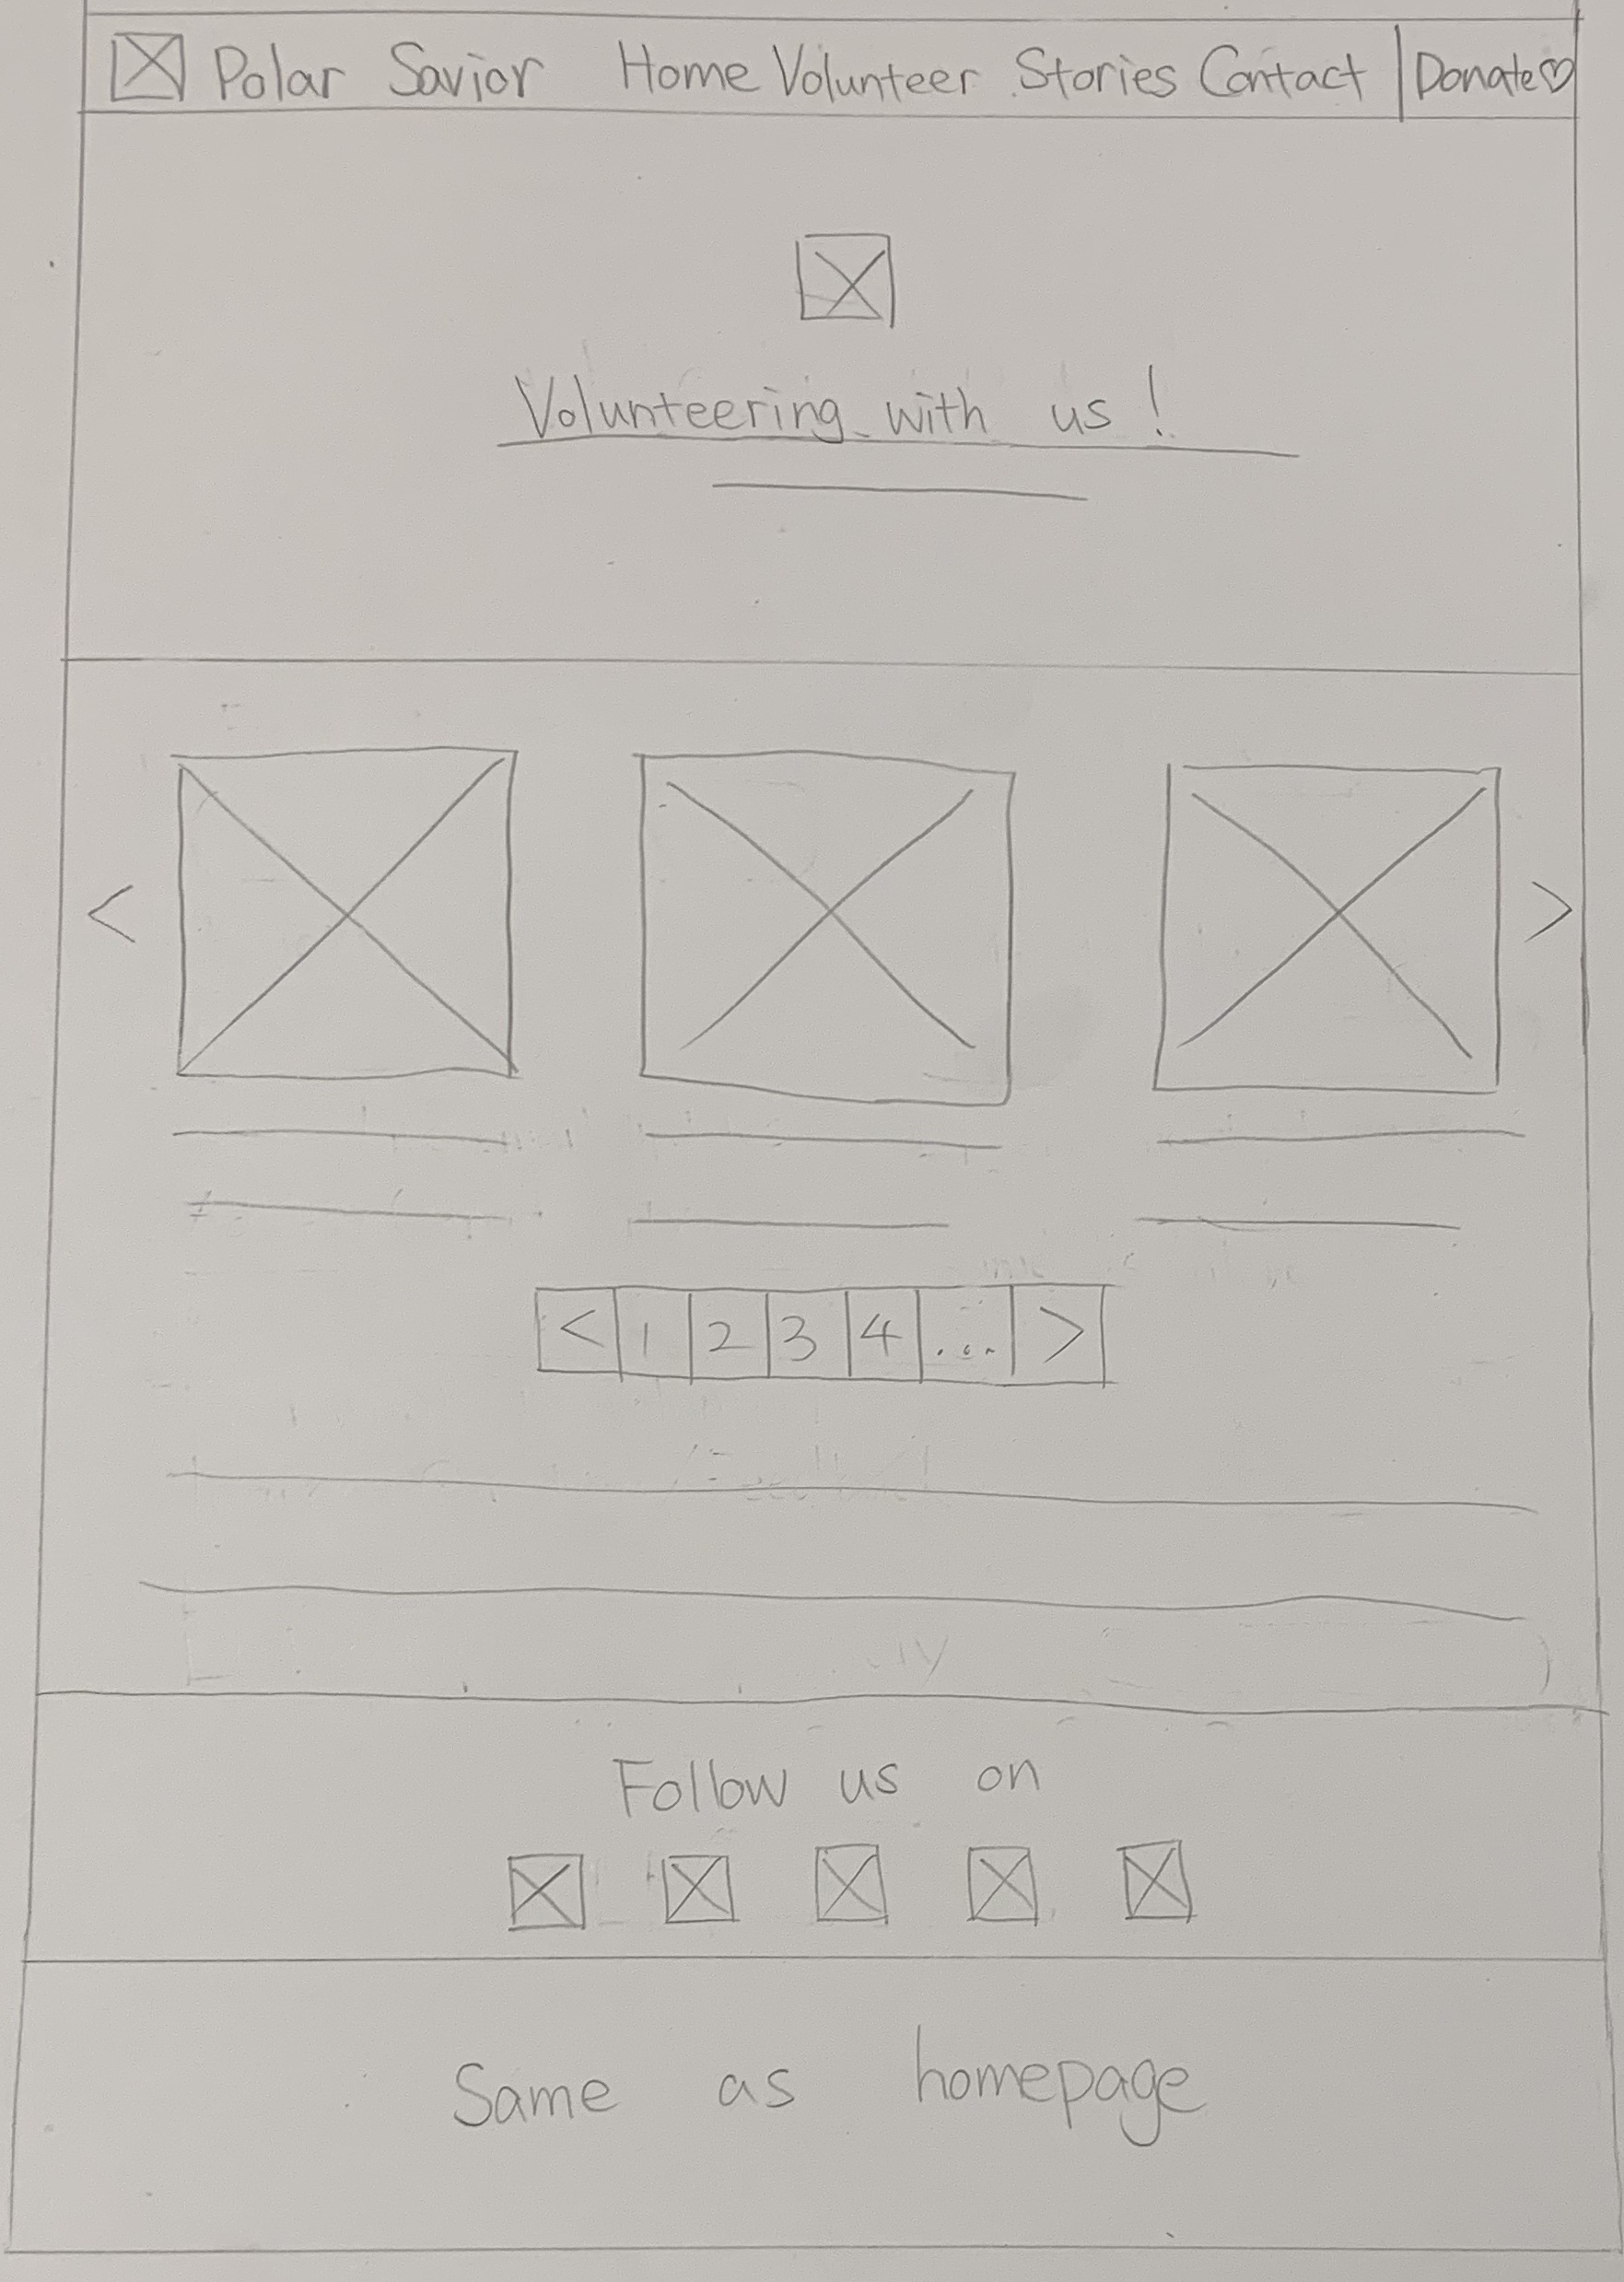 Polar Savior Home Volunteer Stories Contact Donate♡
Volunteering with us!
< >
< 1 2 3 4 ... >
Follow us on
Same as homepage